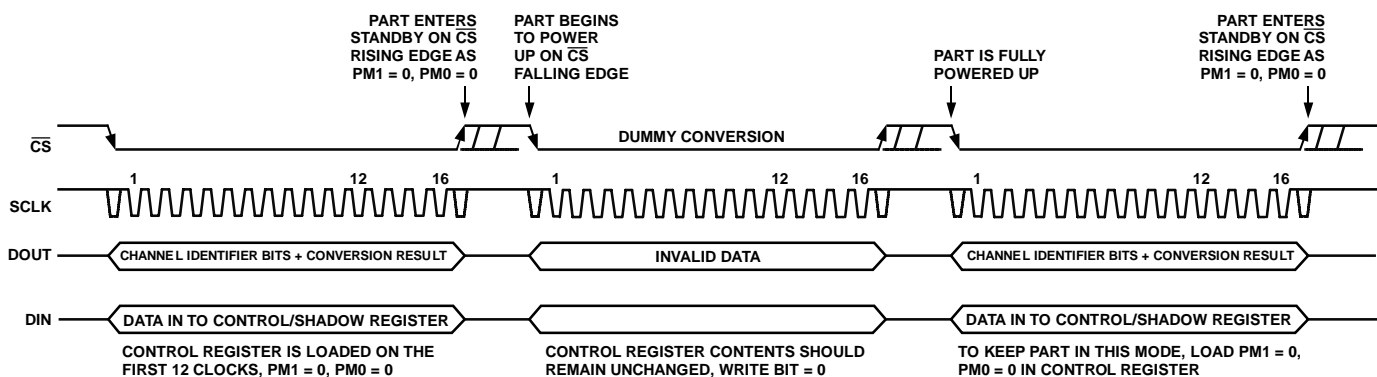 PART ENTERS
STANDBY ON CS
RISING EDGE AS
PM1 = 0, PM0 = 0
PART BEGINS
TO POWER
UP ON CS
FALLING EDGE
PART IS FULLY
POWERED UP
PART ENTERS
STANDBY ON CS
RISING EDGE AS
PM1 = 0, PM0 = 0
CS
DUMMY CONVERSION
SCLK
1 12 16 1 12 16 1 12 16
DOUT
CHANNEL IDENTIFIER BITS + CONVERSION RESULT
INVALID DATA
CHANNEL IDENTIFIER BITS + CONVERSION RESULT
DIN
DATA IN TO CONTROL/SHADOW REGISTER
DATA IN TO CONTROL/SHADOW REGISTER
CONTROL REGISTER IS LOADED ON THE
FIRST 12 CLOCKS, PM1 = 0, PM0 = 0
CONTROL REGISTER CONTENTS SHOULD
REMAIN UNCHANGED, WRITE BIT = 0
TO KEEP PART IN THIS MODE, LOAD PM1 = 0,
PM0 = 0 IN CONTROL REGISTER